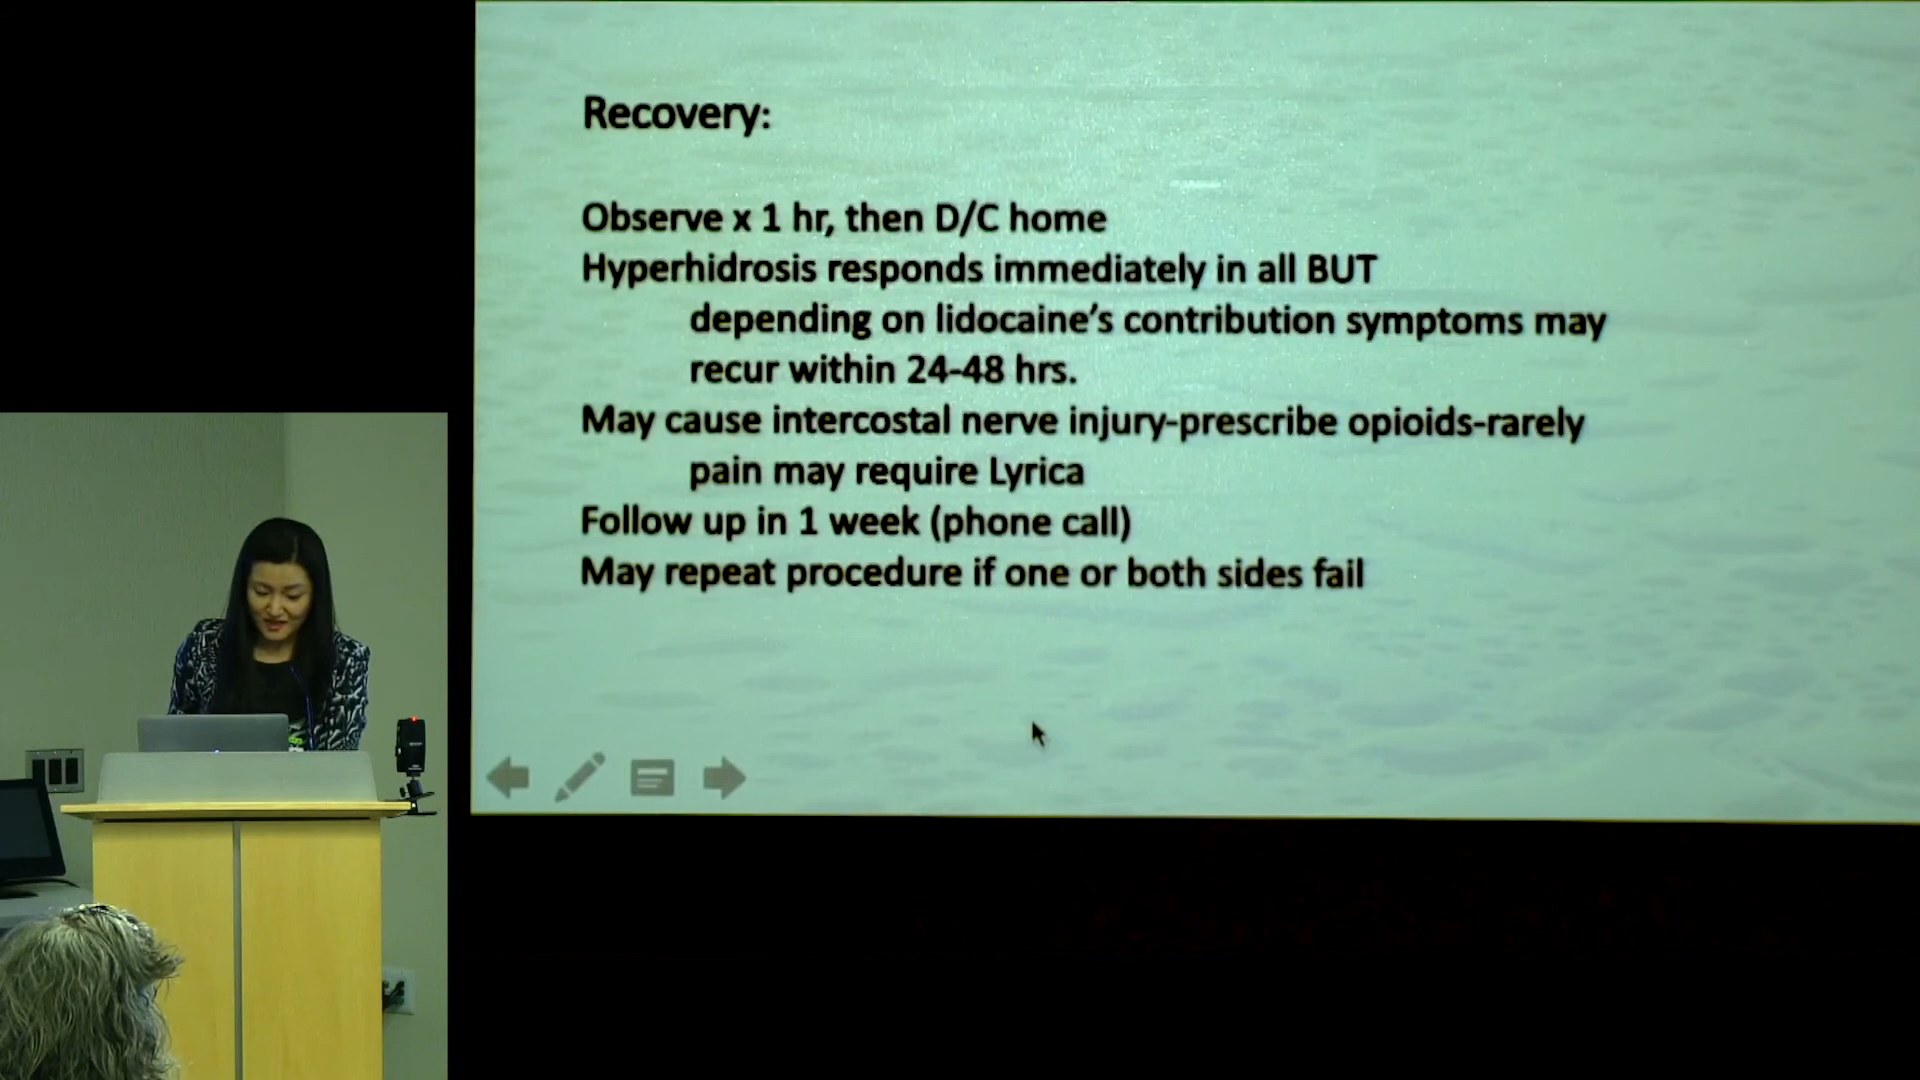 Recovery:
Observe x 1 hr, then D/C home
Hyperhidrosis responds immediately in all BUT
depending on lidocaine’s contribution symptoms may
recur within 24-48 hrs.
May cause intercostal nerve injury-prescribe opioids-rarely
pain may require Lyrica
Follow up in 1 week (phone call)
May repeat procedure if one or both sides fail